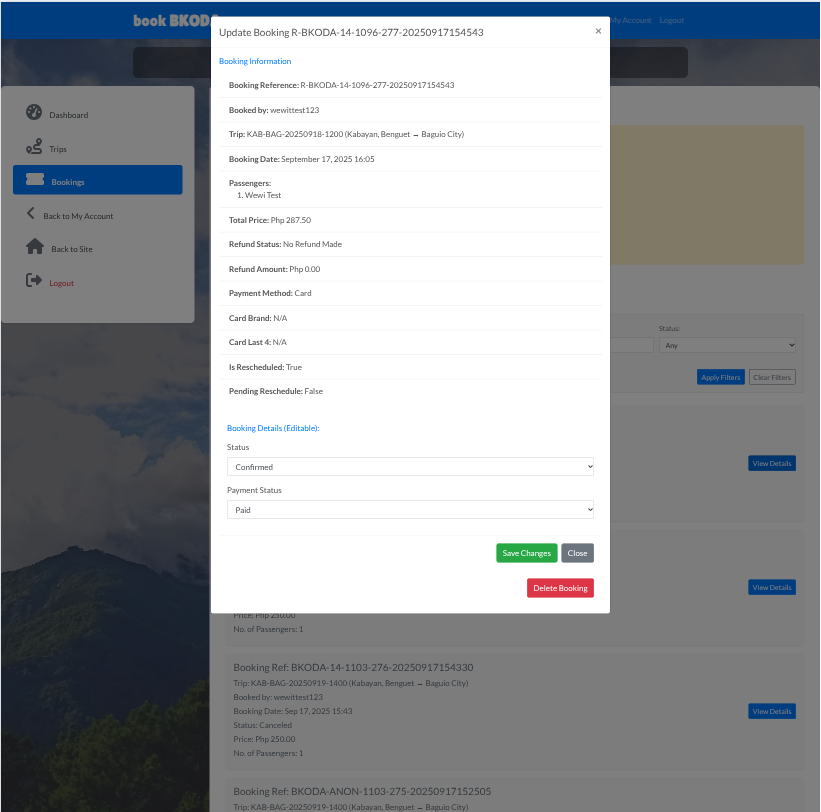 book BKODA
My Account
Logout
Update Booking R-BKODA-14-1096-277-20250917154543
×
Booking Information
Booking Reference: R-BKODA-14-1096-277-20250917154543
Booked by: wewittest123
Trip: KAB-BAG-20250918-1200 (Kabayan, Benguet → Baguio City)
Booking Date: September 17, 2025 16:05
Passengers:
1. Wewi Test
Total Price: Php 287.50
Refund Status: No Refund Made
Refund Amount: Php 0.00
Payment Method: Card
Card Brand: N/A
Card Last 4: N/A
Is Rescheduled: True
Pending Reschedule: False
Booking Details (Editable):
Status
Confirmed
Payment Status
Paid
Save Changes
Close
Delete Booking
Dashboard
Trips
Bookings
Back to My Account
Back to Site
Logout
Status:
Any
Apply Filters
Clear Filters
View Details
View Details
Price: Php 250.00
No. of Passengers: 1
Booking Ref: BKODA-14-1103-276-20250917154330
Trip: KAB-BAG-20250919-1400 (Kabayan, Benguet → Baguio City)
Booked by: wewittest123
Booking Date: Sep 17, 2025 15:43
Status: Canceled
Price: Php 250.00
No. of Passengers: 1
View Details
Booking Ref: BKODA-ANON-1103-275-20250917152505
Trip: KAB-BAG-20250919-1400 (Kabayan, Benguet → Baguio City)